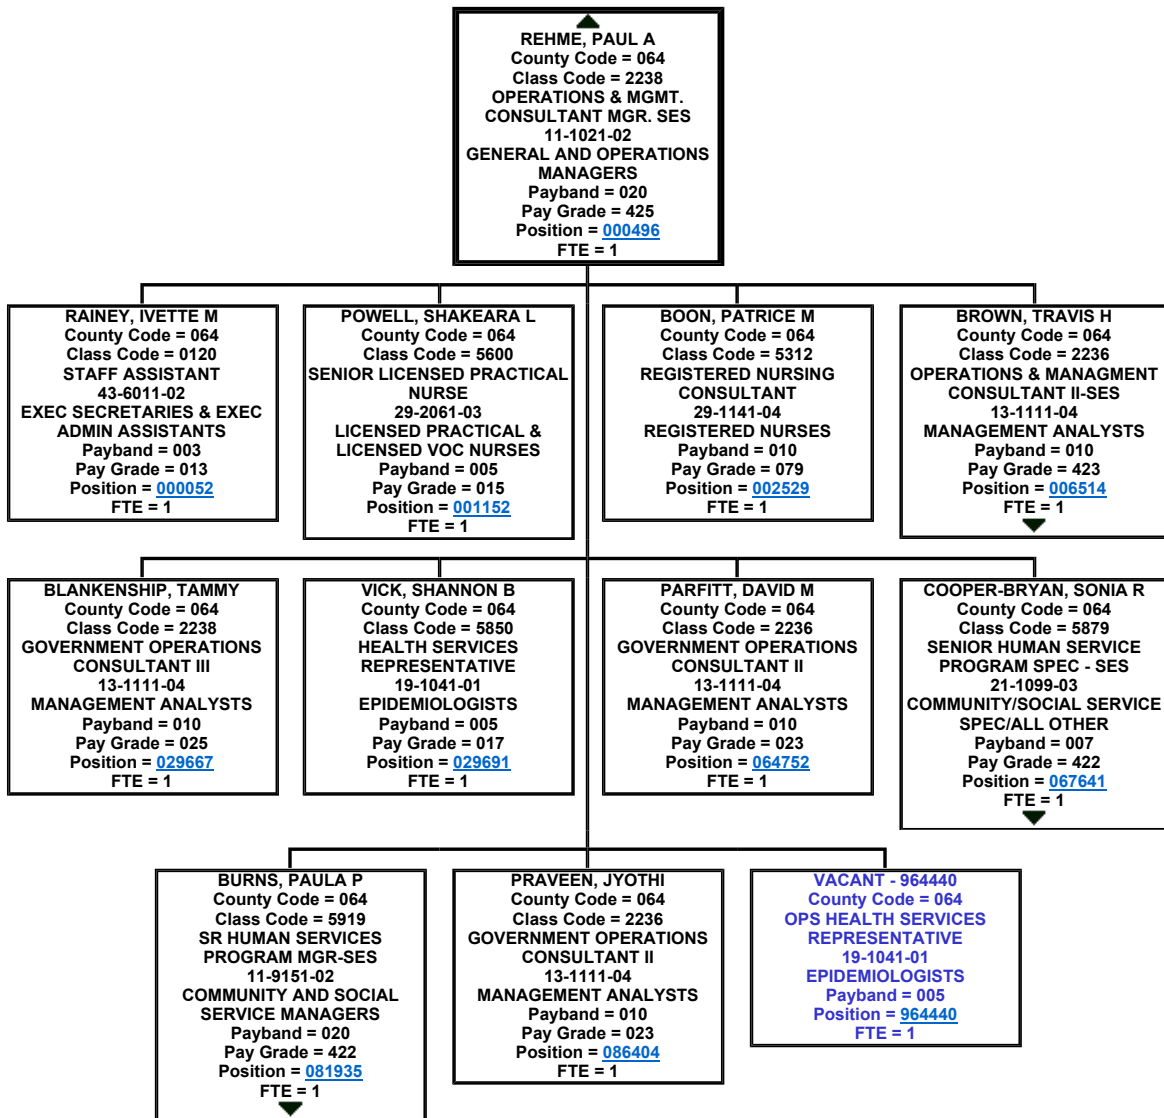 REHME, PAUL A
County Code = 064
Class Code = 2238
OPERATIONS & MGMT.
CONSULTANT MGR. SES
11-1021-02
GENERAL AND OPERATIONS
MANAGERS
Payband = 020
Pay Grade = 425
Position = 000496
FTE = 1
RAINEY, IVETTE M
County Code = 064
Class Code = 0120
STAFF ASSISTANT
43-6011-02
EXEC SECRETARIES & EXEC
ADMIN ASSISTANTS
Payband = 003
Pay Grade = 013
Position = 000052
FTE = 1
POWELL, SHAKEARA L
County Code = 064
Class Code = 5600
SENIOR LICENSED PRACTICAL
NURSE
29-2061-03
LICENSED PRACTICAL &
LICENSED VOC NURSES
Payband = 005
Pay Grade = 015
Position = 001152
FTE = 1
BOON, PATRICE M
County Code = 064
Class Code = 5312
REGISTERED NURSING
CONSULTANT
29-1141-04
REGISTERED NURSES
Payband = 010
Pay Grade = 079
Position = 002529
FTE = 1
BROWN, TRAVIS H
County Code = 064
Class Code = 2236
OPERATIONS & MANAGMENT
CONSULTANT II-SES
13-1111-04
MANAGEMENT ANALYSTS
Payband = 010
Pay Grade = 423
Position = 006514
FTE = 1
BLANKENSHIP, TAMMY
County Code = 064
Class Code = 2238
GOVERNMENT OPERATIONS
CONSULTANT III
13-1111-04
MANAGEMENT ANALYSTS
Payband = 010
Pay Grade = 025
Position = 029667
FTE = 1
VICK, SHANNON B
County Code = 064
Class Code = 5850
HEALTH SERVICES
REPRESENTATIVE
19-1041-01
EPIDEMIOLOGISTS
Payband = 005
Pay Grade = 017
Position = 029691
FTE = 1
PARFITT, DAVID M
County Code = 064
Class Code = 2236
GOVERNMENT OPERATIONS
CONSULTANT II
13-1111-04
MANAGEMENT ANALYSTS
Payband = 010
Pay Grade = 023
Position = 064752
FTE = 1
COOPER-BRYAN, SONIA R
County Code = 064
Class Code = 5879
SENIOR HUMAN SERVICE
PROGRAM SPEC - SES
21-1099-03
COMMUNITY/SOCIAL SERVICE
SPEC/ALL OTHER
Payband = 007
Pay Grade = 422
Position = 067641
FTE = 1
BURNS, PAULA P
County Code = 064
Class Code = 5919
SR HUMAN SERVICES
PROGRAM MGR-SES
11-9151-02
COMMUNITY AND SOCIAL
SERVICE MANAGERS
Payband = 020
Pay Grade = 422
Position = 081935
FTE = 1
PRAVEEN, JYOTHI
County Code = 064
Class Code = 2236
GOVERNMENT OPERATIONS
CONSULTANT II
13-1111-04
MANAGEMENT ANALYSTS
Payband = 010
Pay Grade = 023
Position = 086404
FTE = 1
VACANT - 964440
County Code = 064
OPS HEALTH SERVICES
REPRESENTATIVE
19-1041-01
EPIDEMIOLOGISTS
Payband = 005
Position = 964440
FTE = 1